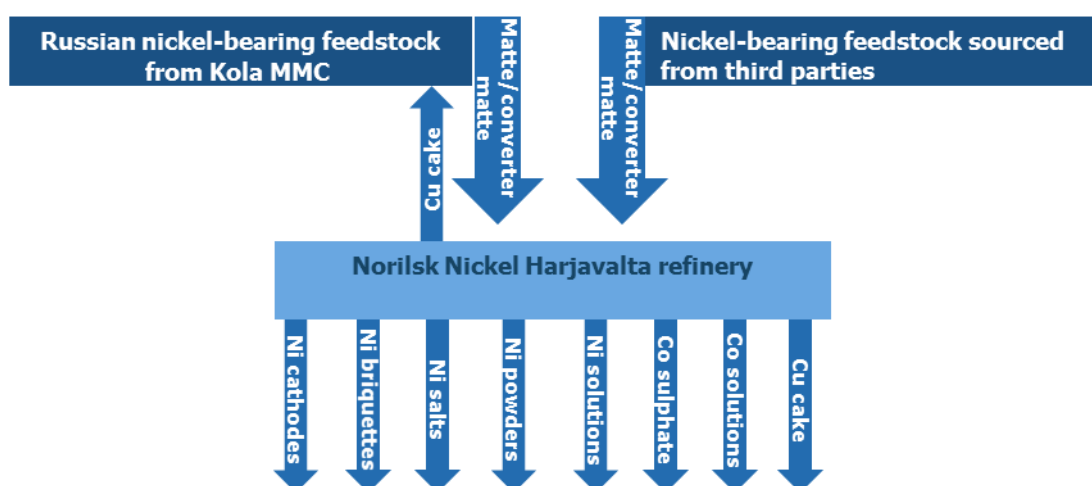 Russian nickel-bearing feedstock
from Kola MMC
Matte/converter
matte
Matte/converter
matte
Nickel-bearing feedstock sourced
from third parties
Cu cake
Norilsk Nickel Harjavalta refinery
Ni cathodes
Ni briquettes
Ni salts
Ni powders
Ni solutions
Co sulphate
Co solutions
Cu cake